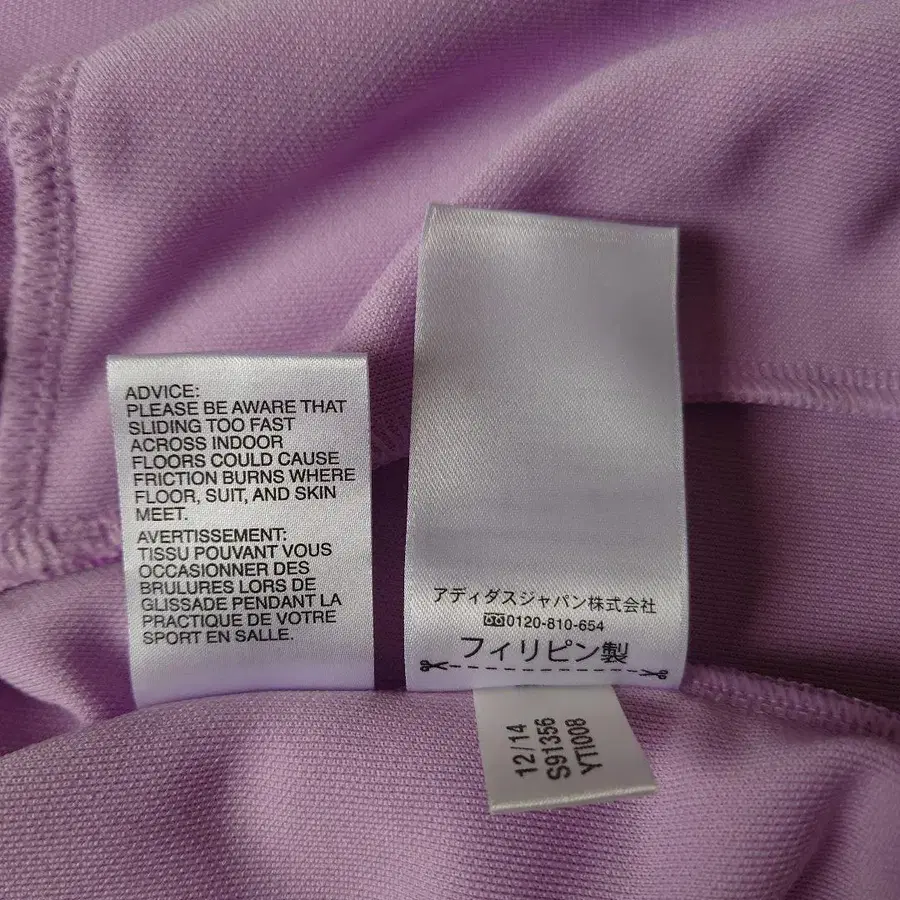 ADVICE:
PLEASE BE AWARE THAT
SLIDING TOO FAST
ACROSS INDOOR
FLOORS COULD CAUSE
FRICTION BURNS WHERE
FLOOR, SUIT, AND SKIN
MEET.
AVERTISSEMENT:
TISSU POUVANT VOUS
OCCASIONNER DES
BRULURES LORS DE
GLISSADE PENDANT LA
PRACTIQUE DE VOTRE
SPORT EN SALLE.
アディダスジャパン株式会社
0120-810-654
フィリピン製
12/14
S91356
YTI008